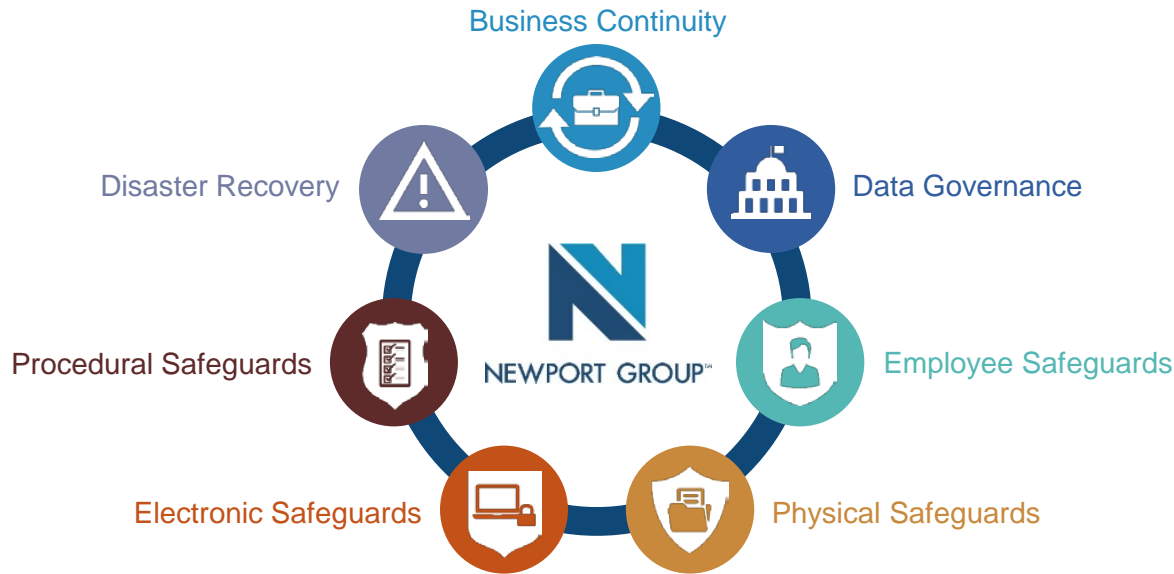 Business Continuity
Disaster Recovery
Data Governance
NEWPORT GROUP™
Procedural Safeguards
Employee Safeguards
Electronic Safeguards
Physical Safeguards